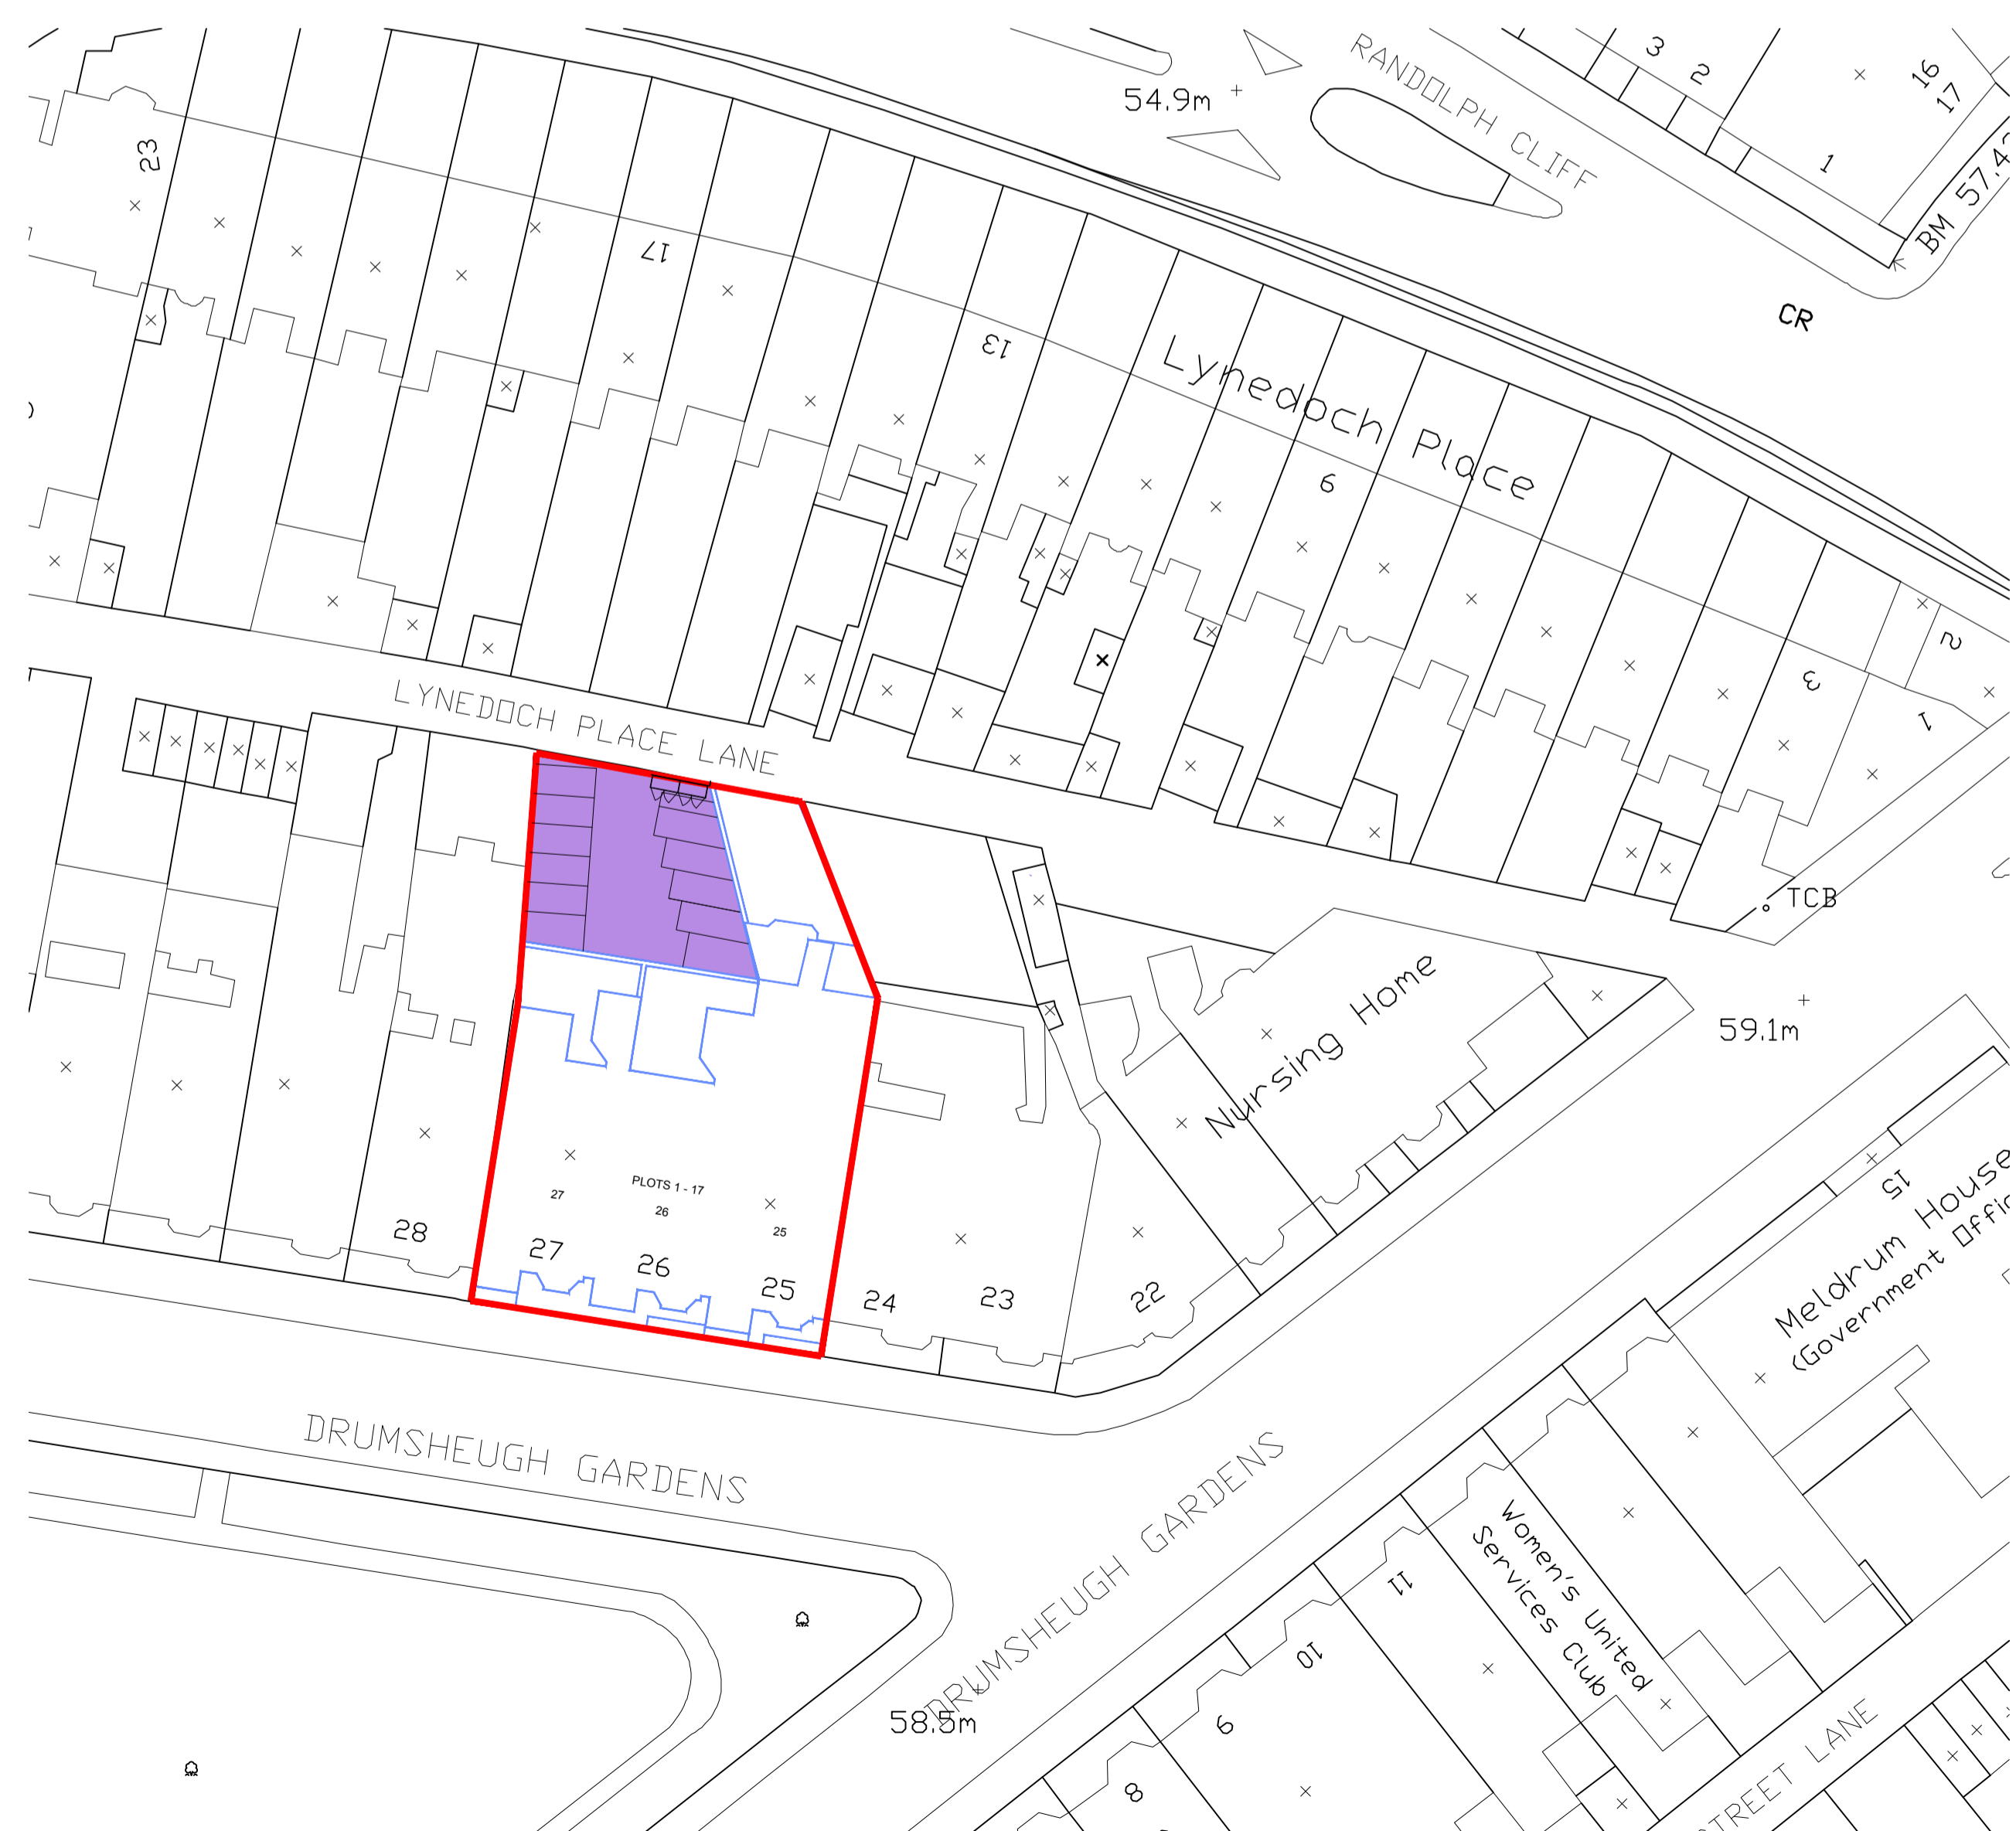 RANDOLPH CLIFF
54.9m
3
2
16
17
1
BM 57.4
CR
23
17
13
Lynedoch Place
9
2
3
1
LYNEDOCH PLACE LANE
TCB
59.1m
Nursing Home
PLOTS 1 - 17
27
26
25
28
27
26
25
24
23
22
15
Meldrum House
(Government Offic
DRUMSHEUGH GARDENS
DRUMSHEUGH GARDENS
58.5m
Women's United
Services Club
11
10
9
8
STREET LANE